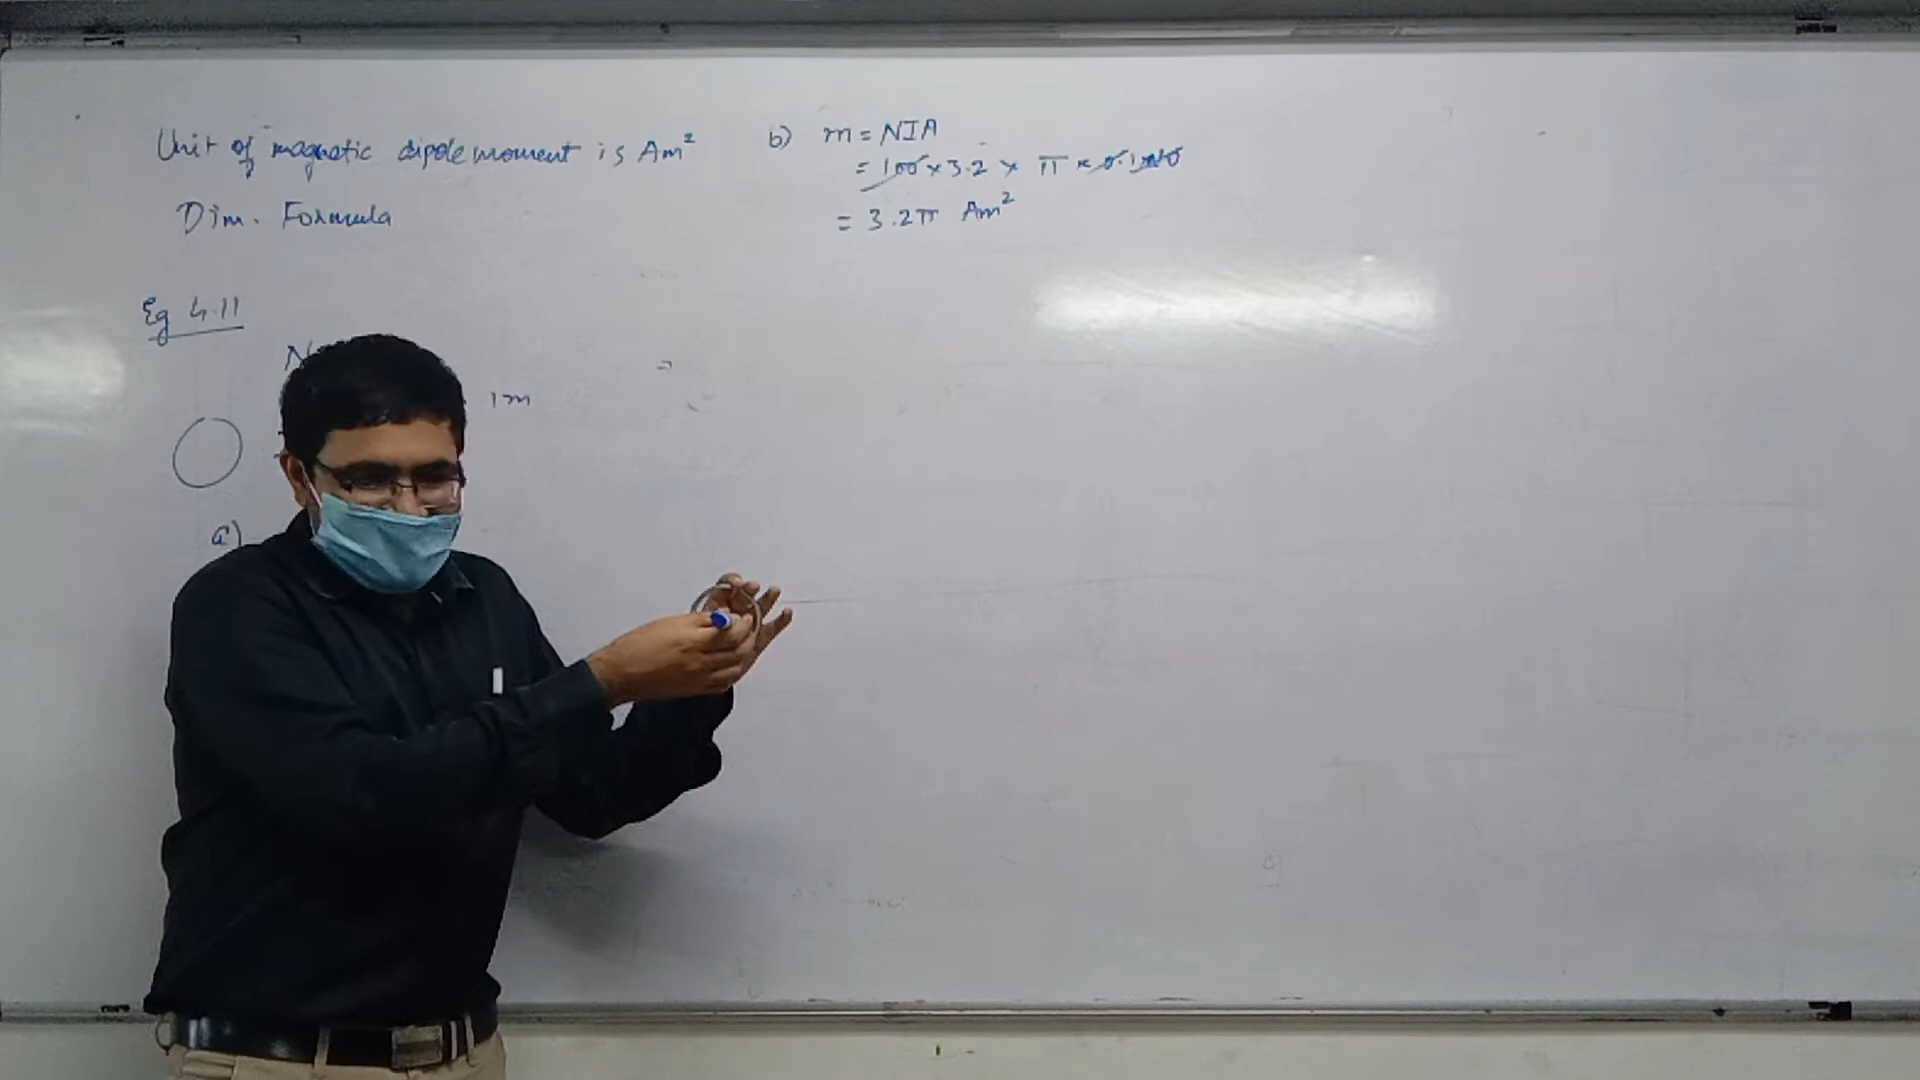 Unit of magnetic dipole moment is Am²
Dim. Formula
Eg 4.11
N
1m
a)
b) m = NIA
= 100 × 3.2 × π × 0.1
= 3.2π Am²